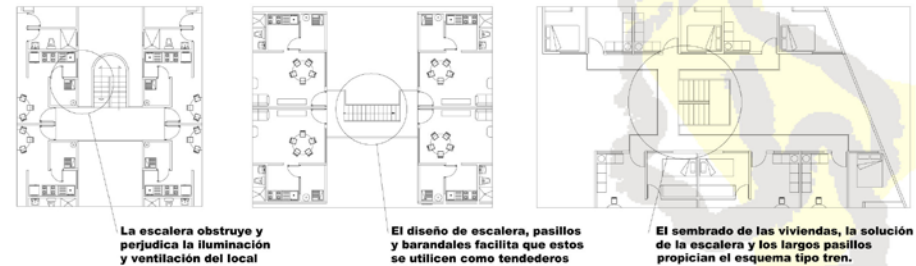 La escalera obstruye y
perjudica la iluminación
y ventilación del local
El diseño de escalera, pasillos
y barandales facilita que estos
se utilicen como tendederos
El sembrado de las viviendas, la solución
de la escalera y los largos pasillos
propician el esquema tipo tren.